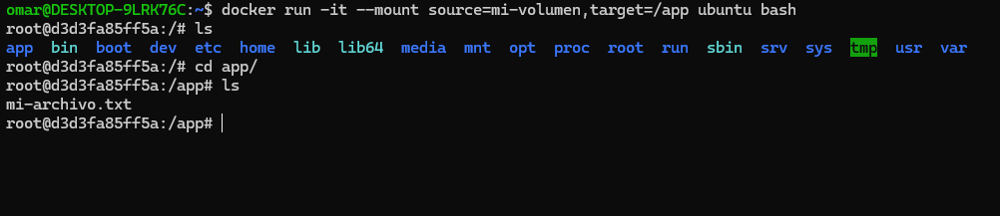 omar@DESKTOP-9LRK76C:~$ docker run -it --mount source=mi-volumen,target=/app ubuntu bash
root@d3d3fa85ff5a:/# ls
app bin boot dev etc home lib lib64 media mnt opt proc root run sbin srv sys tmp usr var
root@d3d3fa85ff5a:/# cd app/
root@d3d3fa85ff5a:/app# ls
mi-archivo.txt
root@d3d3fa85ff5a:/app#